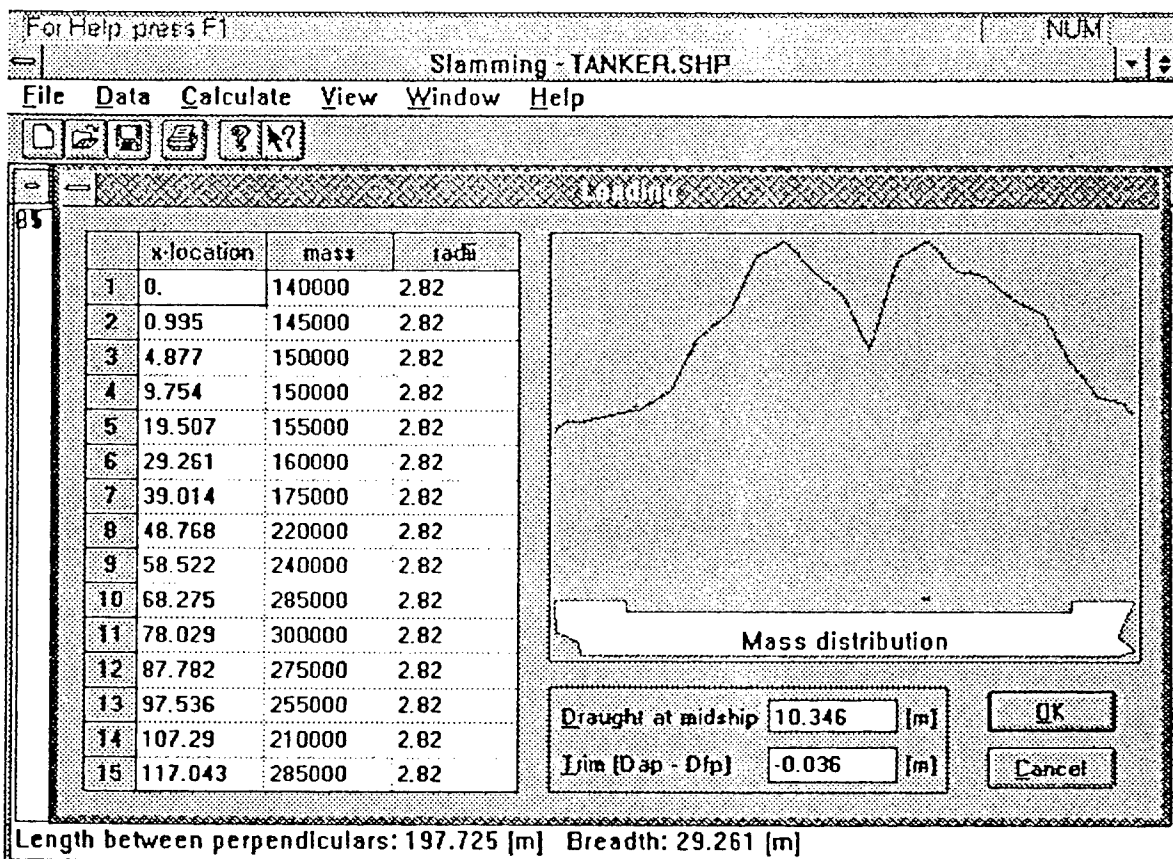 For Help, press F1 NUM
Slamming - TANKER.SHP
File Data Calculate View Window Help
Loading
x-location mass radii
1 0. 140000 2.82
2 0.995 145000 2.82
3 4.877 150000 2.82
4 9.754 150000 2.82
5 19.507 155000 2.82
6 29.261 160000 2.82
7 39.014 175000 2.82
8 48.768 220000 2.82
9 58.522 240000 2.82
10 68.275 285000 2.82
11 78.029 300000 2.82
12 87.782 275000 2.82
13 97.536 255000 2.82
14 107.29 210000 2.82
15 117.043 285000 2.82
Mass distribution
Draught at midship 10.346 [m]
Trim (Dap - Dfp) -0.036 [m]
OK
Cancel
Length between perpendiculars: 197.725 [m] Breadth: 29.261 [m]